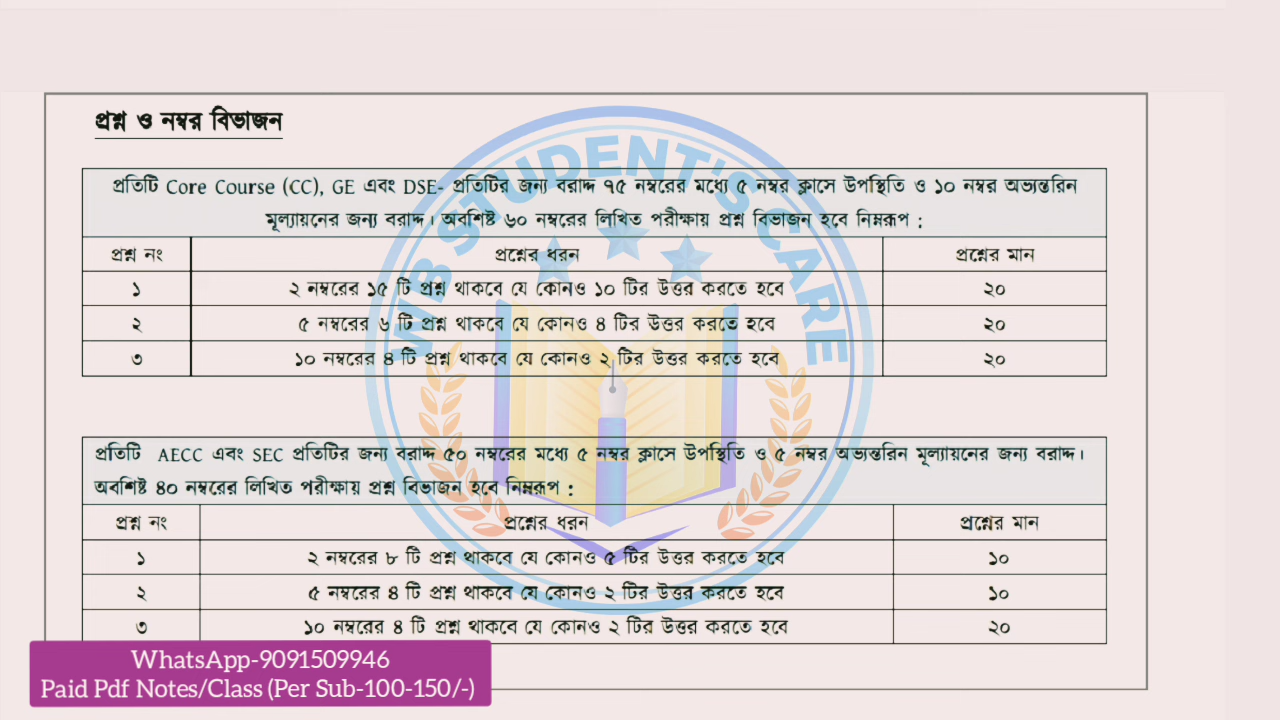 প্রশ্ন ও নম্বর বিভাজন
প্রতিটি Core Course (CC), GE এবং DSE- প্রতিটির জন্য বরাদ্দ ৭৫ নম্বরের মধ্যে ৫ নম্বর ক্লাসে উপস্থিতি ও ১০ নম্বর অভ্যন্তরিন
মূল্যায়নের জন্য বরাদ্দ। অবশিষ্ট ৬০ নম্বরের লিখিত পরীক্ষায় প্রশ্ন বিভাজন হবে নিম্নরূপ :
প্রশ্ন নং প্রশ্নের ধরন প্রশ্নের মান
১ ২ নম্বরের ১৫ টি প্রশ্ন থাকবে যে কোনও ১০ টির উত্তর করতে হবে ২০
২ ৫ নম্বরের ৬ টি প্রশ্ন থাকবে যে কোনও ৪ টির উত্তর করতে হবে ২০
৩ ১০ নম্বরের ৪ টি প্রশ্ন থাকবে যে কোনও ২ টির উত্তর করতে হবে ২০
প্রতিটি AECC এবং SEC প্রতিটির জন্য বরাদ্দ ৫০ নম্বরের মধ্যে ৫ নম্বর ক্লাসে উপস্থিতি ও ৫ নম্বর অভ্যন্তরিন মূল্যায়নের জন্য বরাদ্দ।
অবশিষ্ট ৪০ নম্বরের লিখিত পরীক্ষায় প্রশ্ন বিভাজন হবে নিম্নরূপ :
প্রশ্ন নং প্রশ্নের ধরন প্রশ্নের মান
১ ২ নম্বরের ৮ টি প্রশ্ন থাকবে যে কোনও ৫ টির উত্তর করতে হবে ১০
২ ৫ নম্বরের ৪ টি প্রশ্ন থাকবে যে কোনও ২ টির উত্তর করতে হবে ১০
৩ ১০ নম্বরের ৪ টি প্রশ্ন থাকবে যে কোনও ২ টির উত্তর করতে হবে ২০
WB STUDENT'S CARE
WhatsApp-9091509946
Paid Pdf Notes/Class (Per Sub-100-150/-)